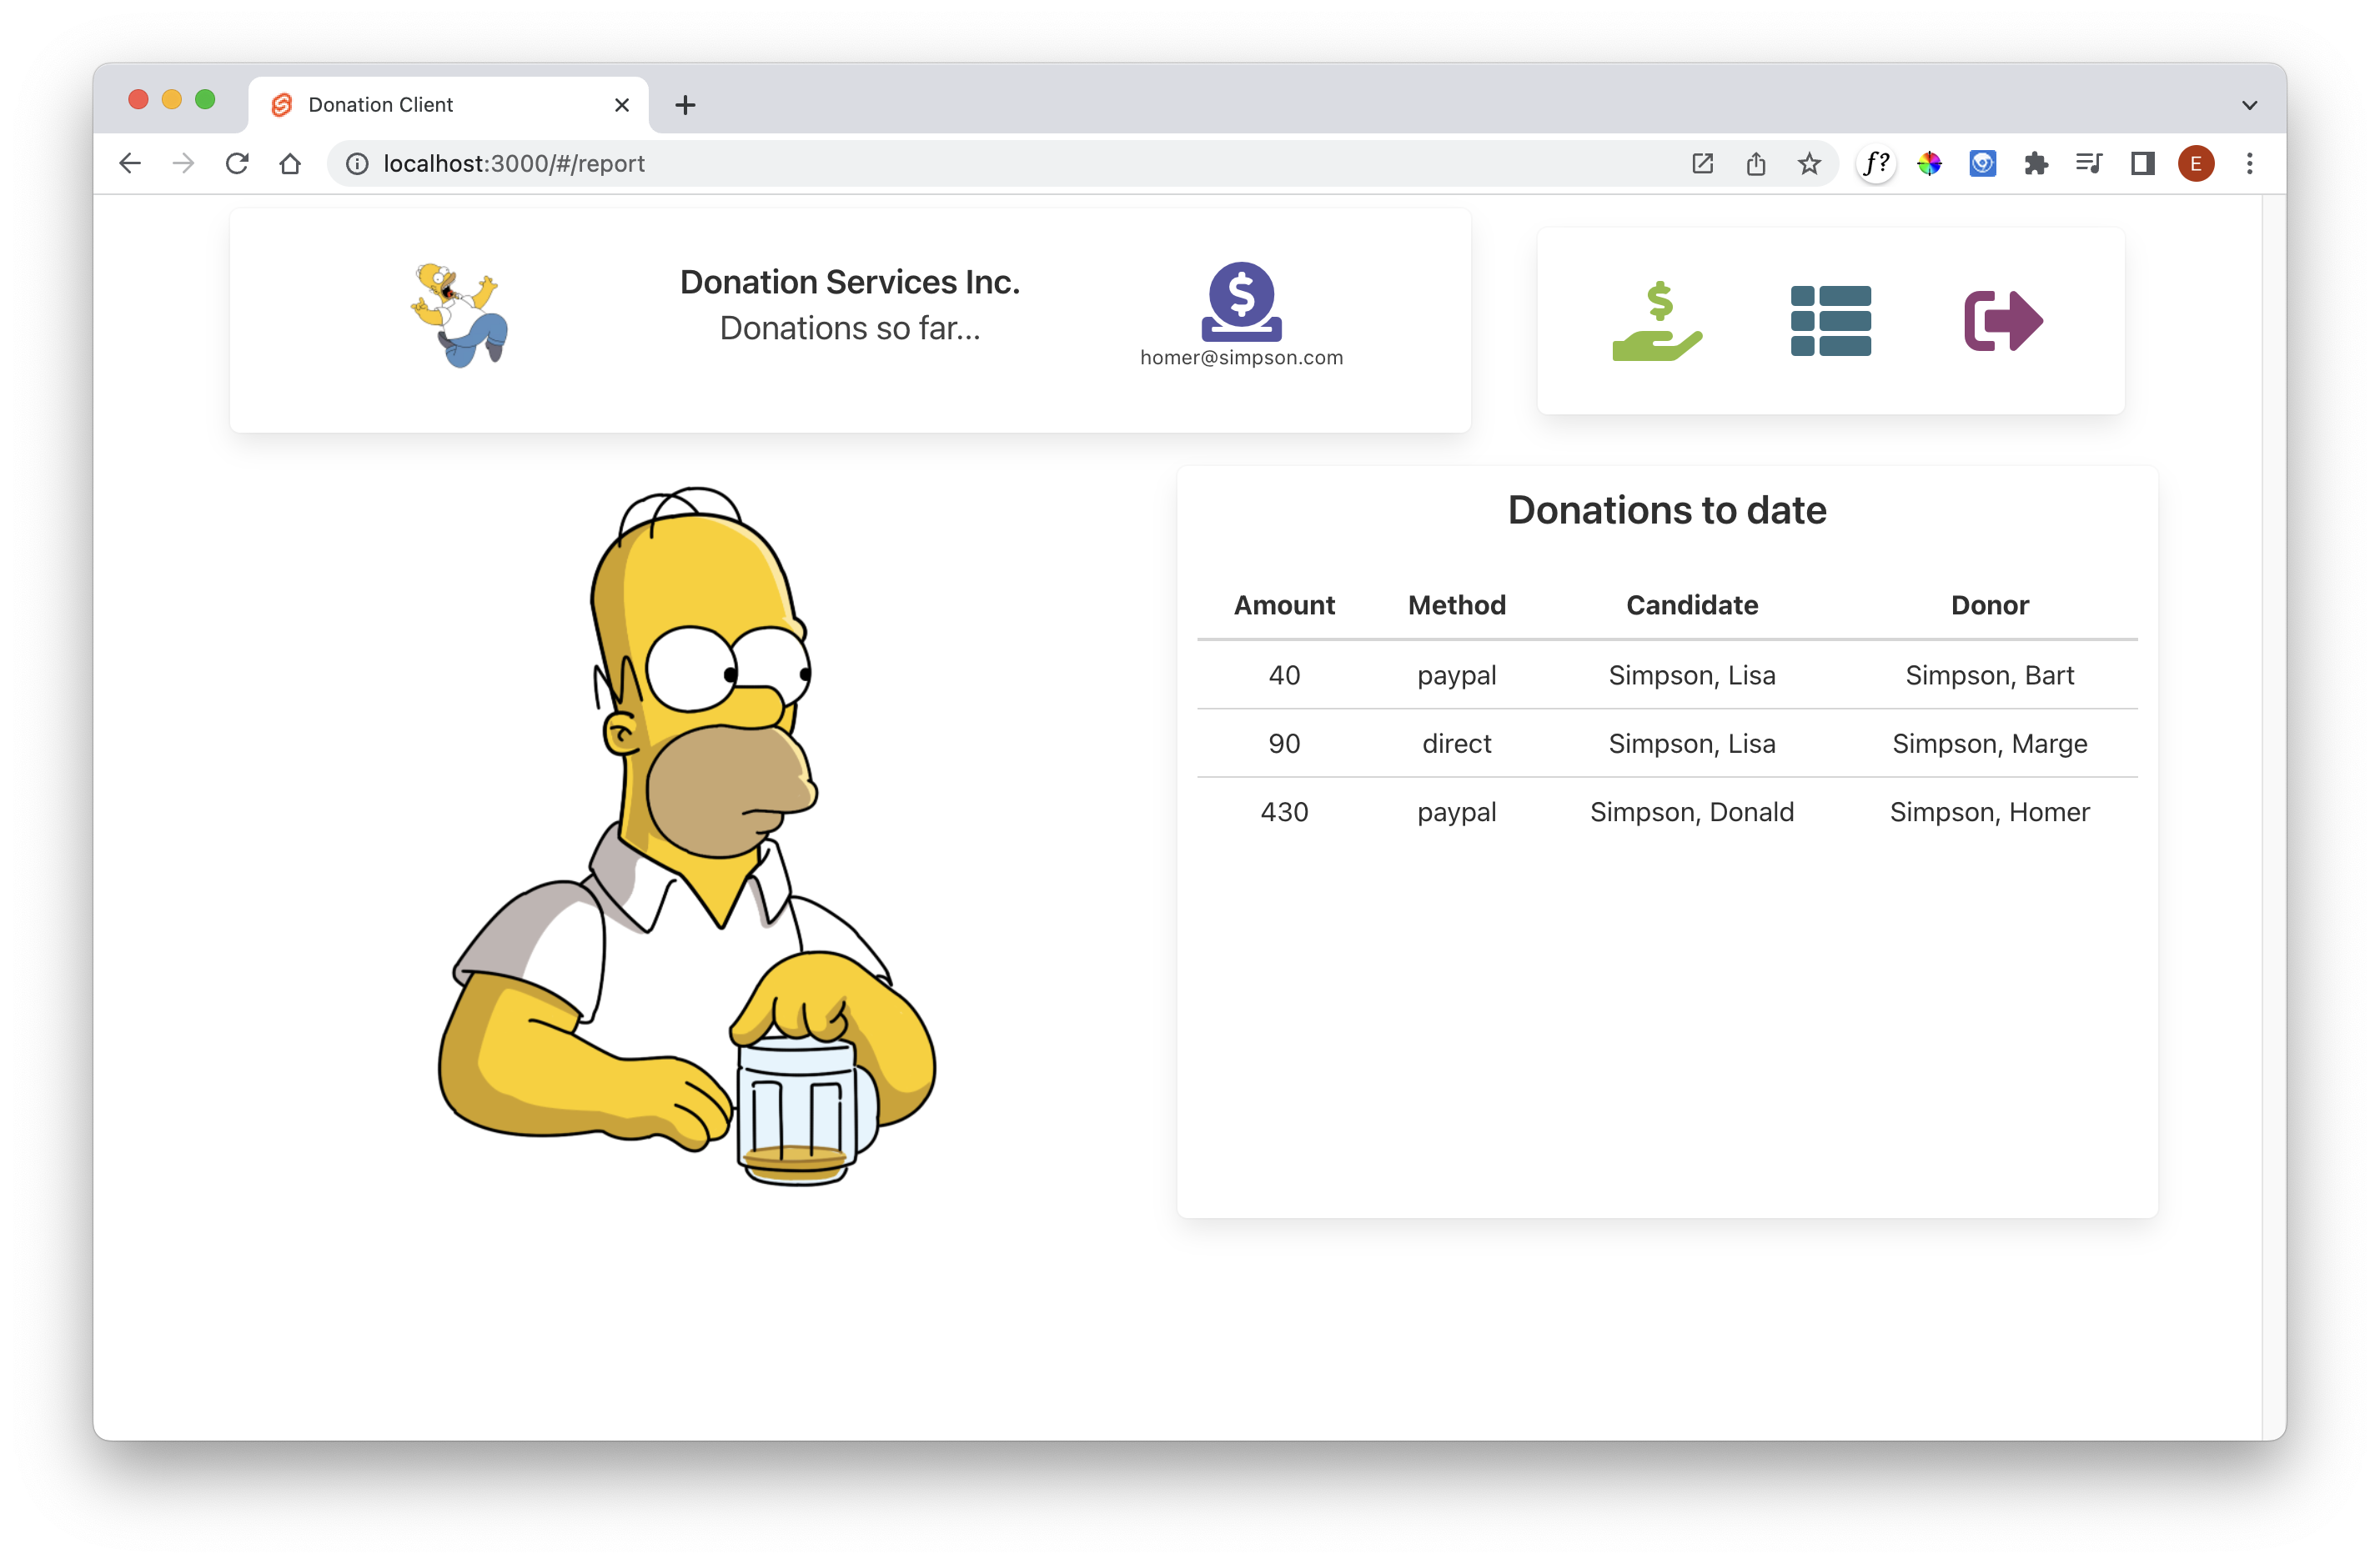 Donation Client
localhost:3000/#/report
f?
E
Donation Services Inc.
Donations so far...
$
homer@simpson.com
$
Donations to date
Amount Method Candidate Donor
40 paypal Simpson, Lisa Simpson, Bart
90 direct Simpson, Lisa Simpson, Marge
430 paypal Simpson, Donald Simpson, Homer